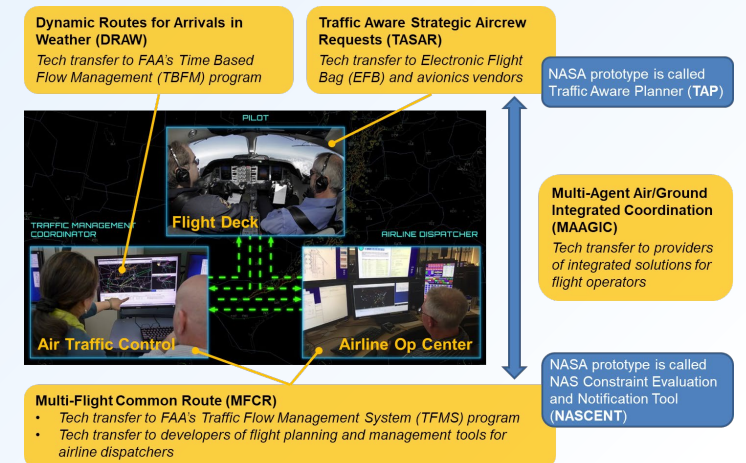 Dynamic Routes for Arrivals in
Weather (DRAW)
Tech transfer to FAA's Time Based
Flow Management (TBFM) program
Traffic Aware Strategic Aircrew
Requests (TASAR)
Tech transfer to Electronic Flight
Bag (EFB) and avionics vendors
NASA prototype is called
Traffic Aware Planner (TAP)
PILOT
Flight Deck
TRAFFIC MANAGEMENT
COORDINATOR
AIRLINE DISPATCHER
Air Traffic Control
Airline Op Center
Multi-Agent Air/Ground
Integrated Coordination
(MAAGIC)
Tech transfer to providers
of integrated solutions for
flight operators
NASA prototype is called
NAS Constraint Evaluation
and Notification Tool
(NASCENT)
Multi-Flight Common Route (MFCR)
• Tech transfer to FAA's Traffic Flow Management System (TFMS) program
• Tech transfer to developers of flight planning and management tools for
airline dispatchers